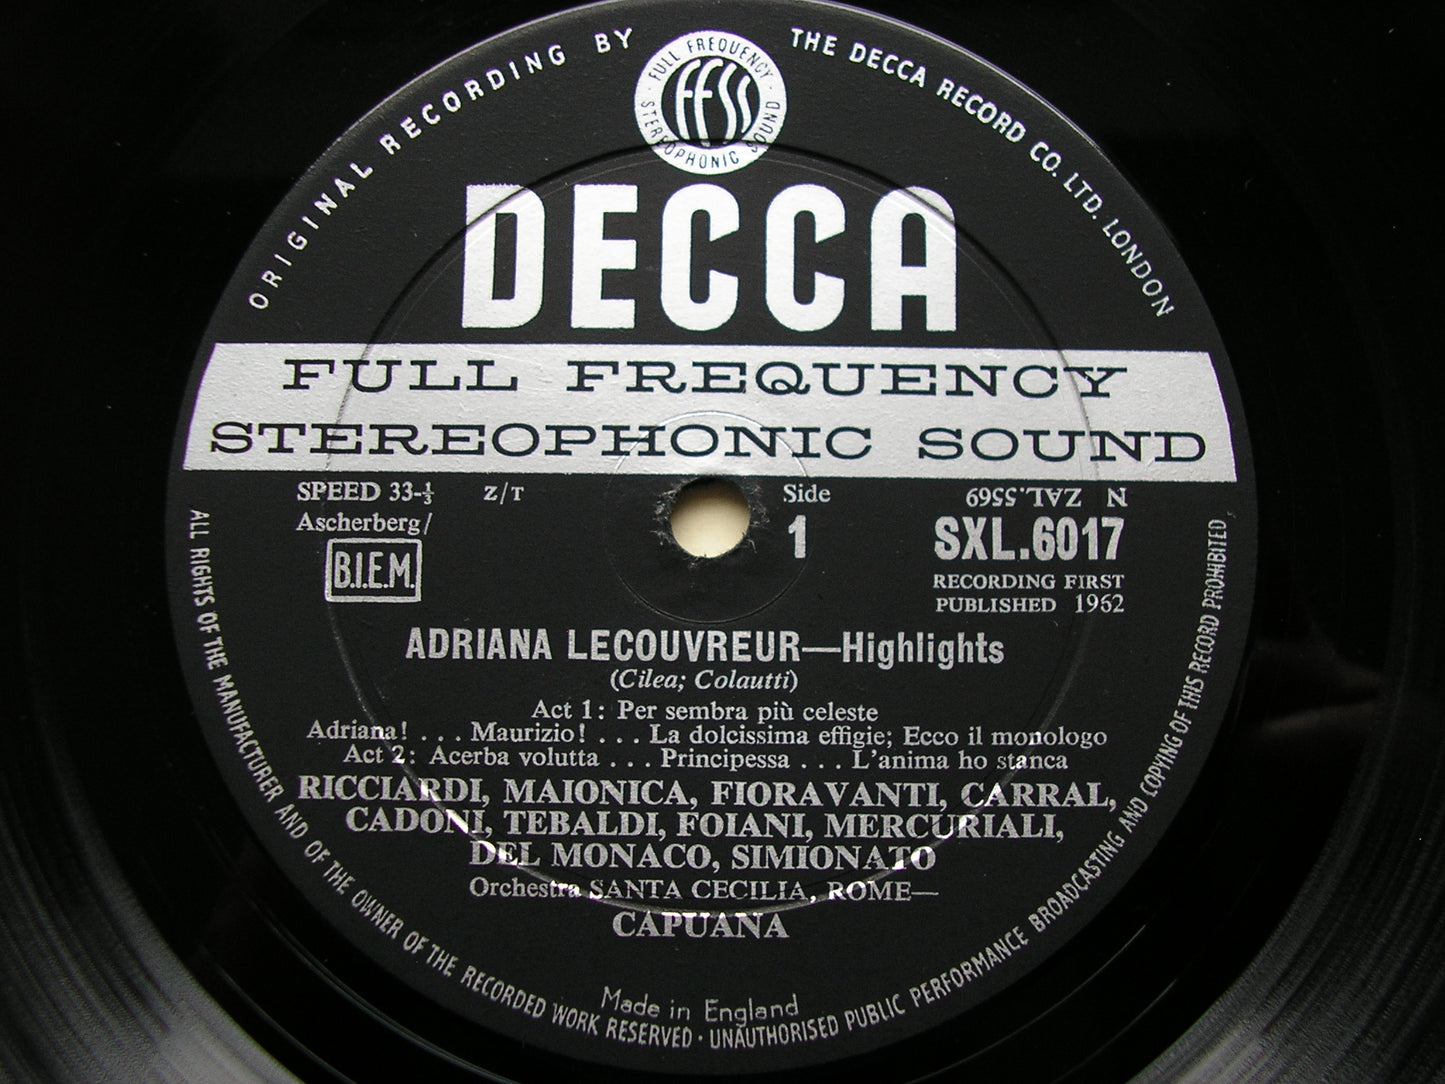 ORIGINAL RECORDING BY
THE DECCA RECORD CO. LTD. LONDON
FULL FREQUENCY
ffss
STEREOPHONIC SOUND
DECCA
FULL FREQUENCY
STEREOPHONIC SOUND
SPEED 33-⅓ Z/T
Side
N ZAL.5569
Ascherberg/
1
SXL.6017
B.I.E.M.
RECORDING FIRST
PUBLISHED 1962
ADRIANA LECOUVREUR—Highlights
(Cilea; Colautti)
Act 1: Per sembra più celeste
Adriana! . . . Maurizio! . . . La dolcissima effigie; Ecco il monologo
Act 2: Acerba volutta . . . Principessa . . . L'anima ho stanca
RICCIARDI, MAIONICA, FIORAVANTI, CARRAL,
CADONI, TEBALDI, FOIANI, MERCURIALI,
DEL MONACO, SIMIONATO
Orchestra SANTA CECILIA, ROME—
CAPUANA
Made in England
ALL RIGHTS OF THE MANUFACTURER AND OF THE OWNER OF THE RECORDED WORK RESERVED · UNAUTHORISED PUBLIC PERFORMANCE BROADCASTING AND COPYING OF THIS RECORD PROHIBITED